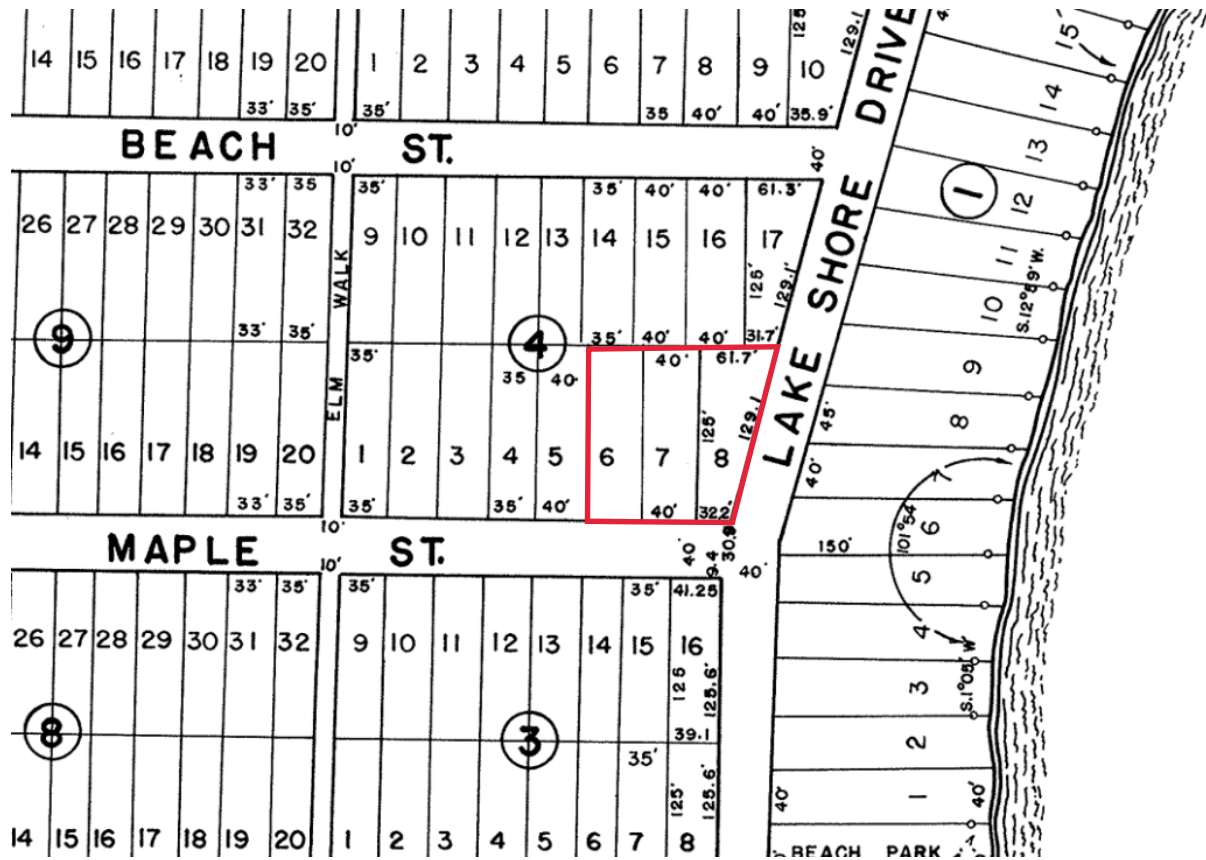 14 15 16 17 18 19 20 1 2 3 4 5 6 7 8 9 10 125 129.1 15
33' 35' 35' 35 40' 40' 35.9' 14
10'
BEACH ST. LAKE SHORE DRIVE 13
10' 40'
33' 35 35' 35' 40' 40' 61.3' 1 12
26 27 28 29 30 31 32 9 10 11 12 13 14 15 16 17 11
ELM WALK 125' 129.1' 10 S.12°59'W.
9 33' 35' 4 35' 40' 40' 31.7'
35' 40' 61.7' 9
35 40' 45' 8
125' 129.1
14 15 16 17 18 19 20 1 2 3 4 5 6 7 8 40' 7
33' 35' 35' 35' 40' 40' 32.2'
10' 30.9 101°54' 6
MAPLE ST. 40' 9.4 150'
10' 40'
33' 35' 35' 35' 41.25 5
26 27 28 29 30 31 32 9 10 11 12 13 14 15 16 4
125 125.6' S.1°05' W 3
8 3 39.1
35' 2
125' 125.6' 40' 1 40'
14 15 16 17 18 19 20 1 2 3 4 5 6 7 8
BEACH PARK